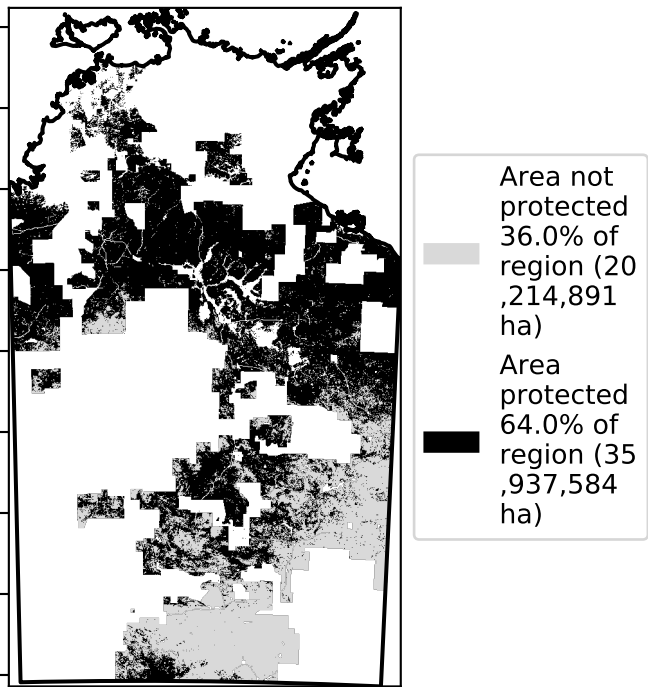 Area not
protected
36.0% of
region (20
,214,891
ha)
Area
protected
64.0% of
region (35
,937,584
ha)